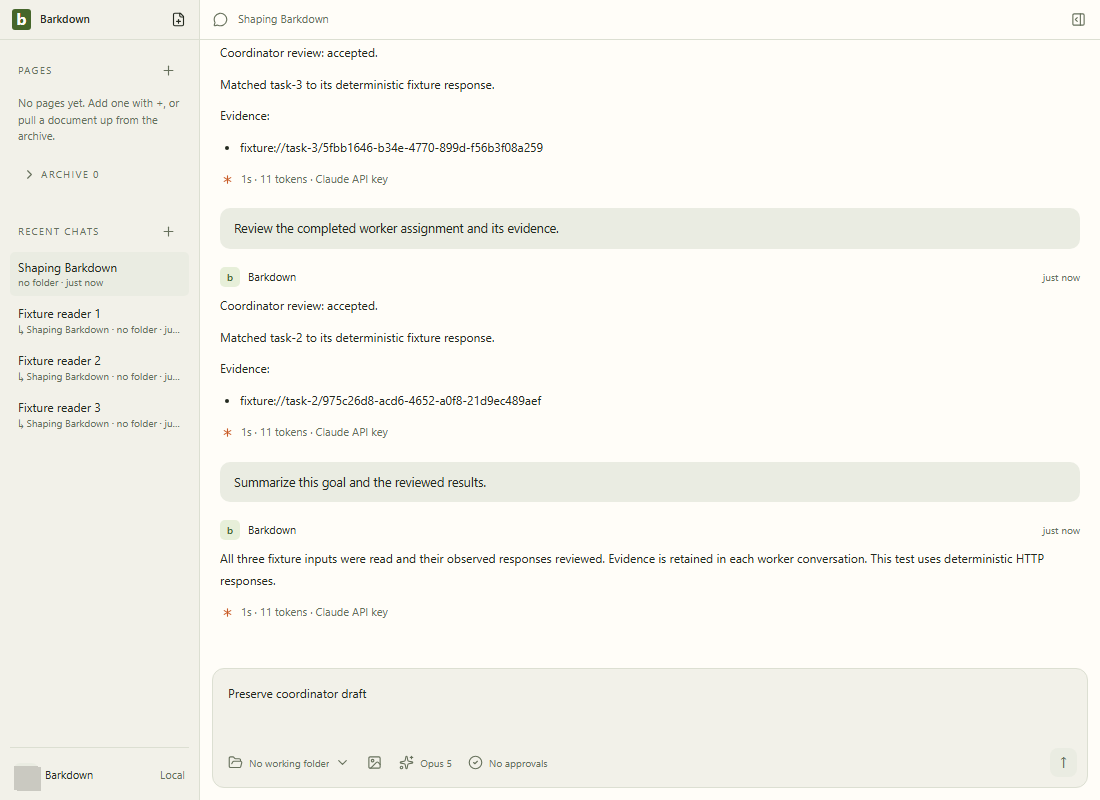 b Barkdown
Shaping Barkdown
PAGES
No pages yet. Add one with +, or
pull a document up from the
archive.
ARCHIVE 0
RECENT CHATS
Shaping Barkdown
no folder · just now
Fixture reader 1
↳ Shaping Barkdown · no folder · ju...
Fixture reader 2
↳ Shaping Barkdown · no folder · ju...
Fixture reader 3
↳ Shaping Barkdown · no folder · ju...
Barkdown Local
Coordinator review: accepted.
Matched task-3 to its deterministic fixture response.
Evidence:
• fixture://task-3/5fbb1646-b34e-4770-899d-f56b3f08a259
1s · 11 tokens · Claude API key
Review the completed worker assignment and its evidence.
b Barkdown just now
Coordinator review: accepted.
Matched task-2 to its deterministic fixture response.
Evidence:
• fixture://task-2/975c26d8-acd6-4652-a0f8-21d9ec489aef
1s · 11 tokens · Claude API key
Summarize this goal and the reviewed results.
b Barkdown just now
All three fixture inputs were read and their observed responses reviewed. Evidence is retained in each worker conversation. This test uses deterministic HTTP
responses.
1s · 11 tokens · Claude API key
Preserve coordinator draft
No working folder Opus 5 No approvals